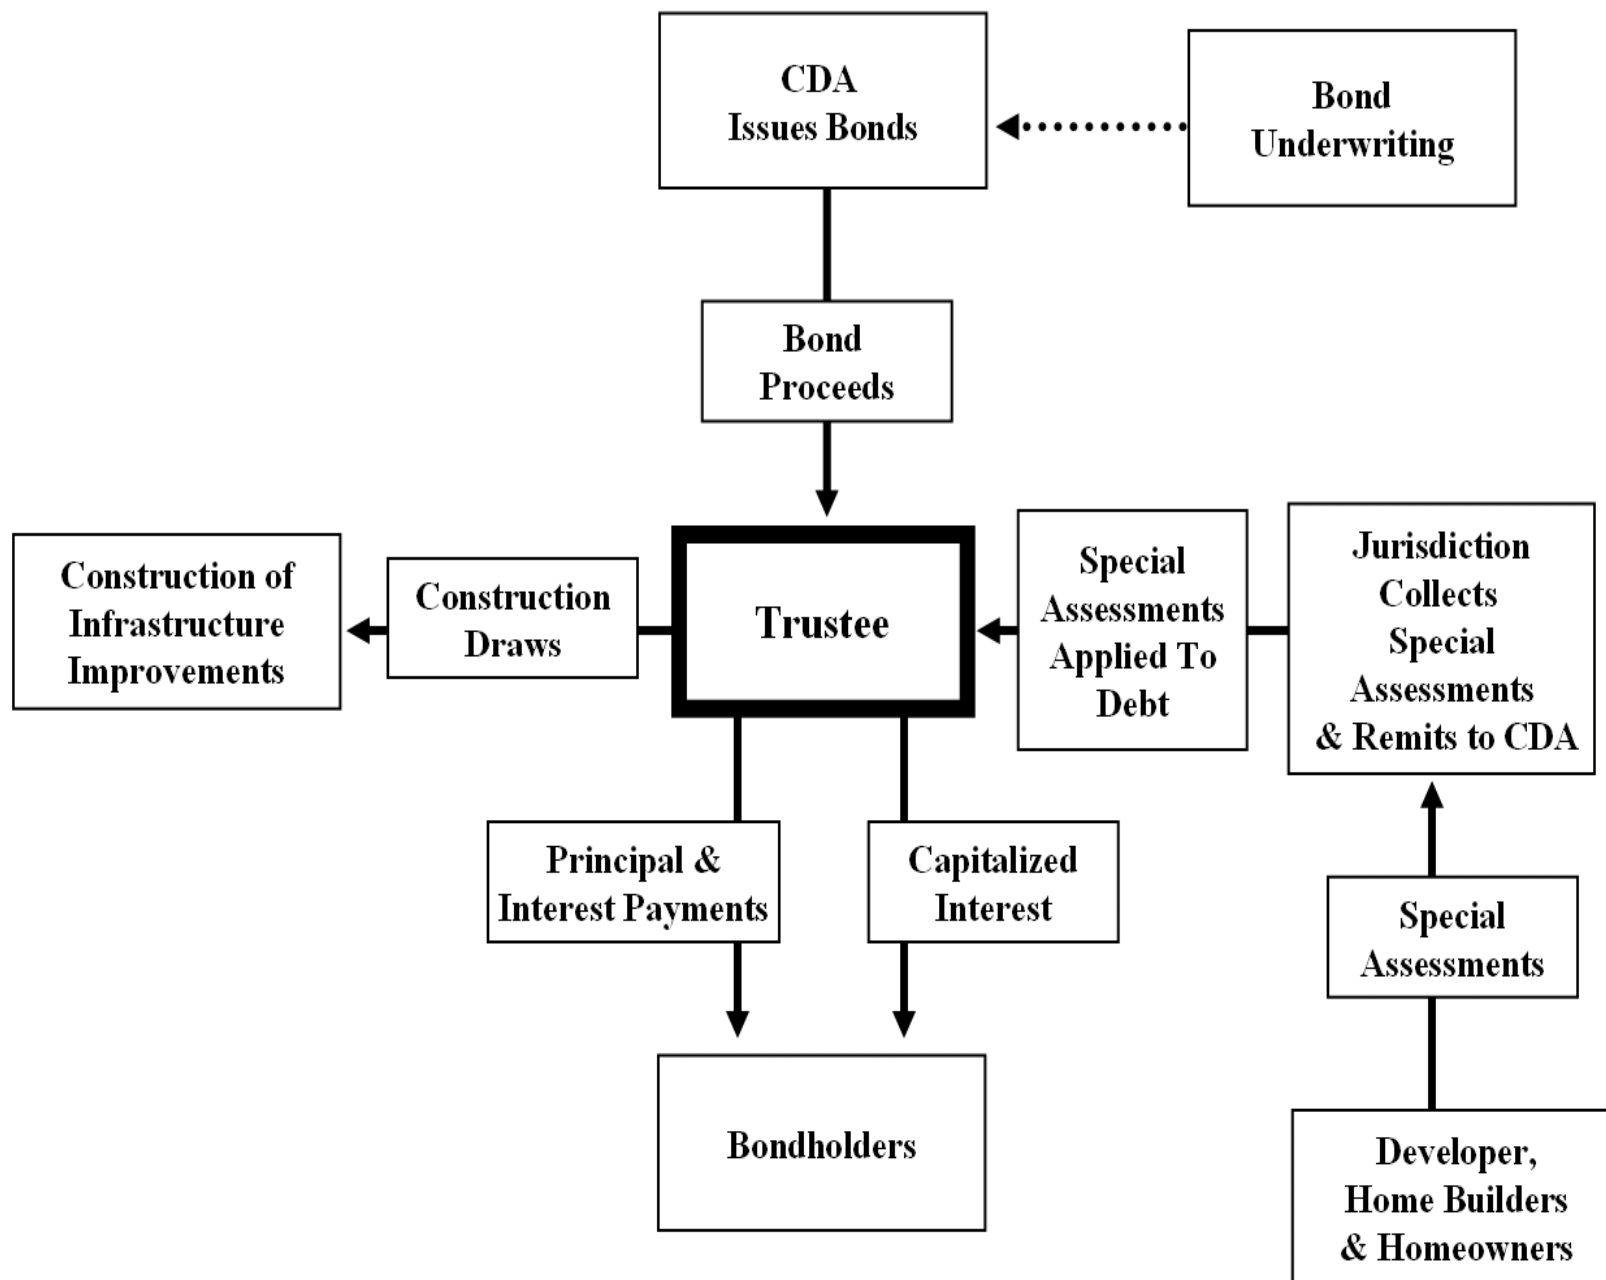 CDA
Issues Bonds
Bond
Underwriting
Bond
Proceeds
Construction of
Infrastructure
Improvements
Construction
Draws
Trustee
Special
Assessments
Applied To
Debt
Jurisdiction
Collects
Special
Assessments
& Remits to CDA
Principal &
Interest Payments
Capitalized
Interest
Special
Assessments
Bondholders
Developer,
Home Builders
& Homeowners